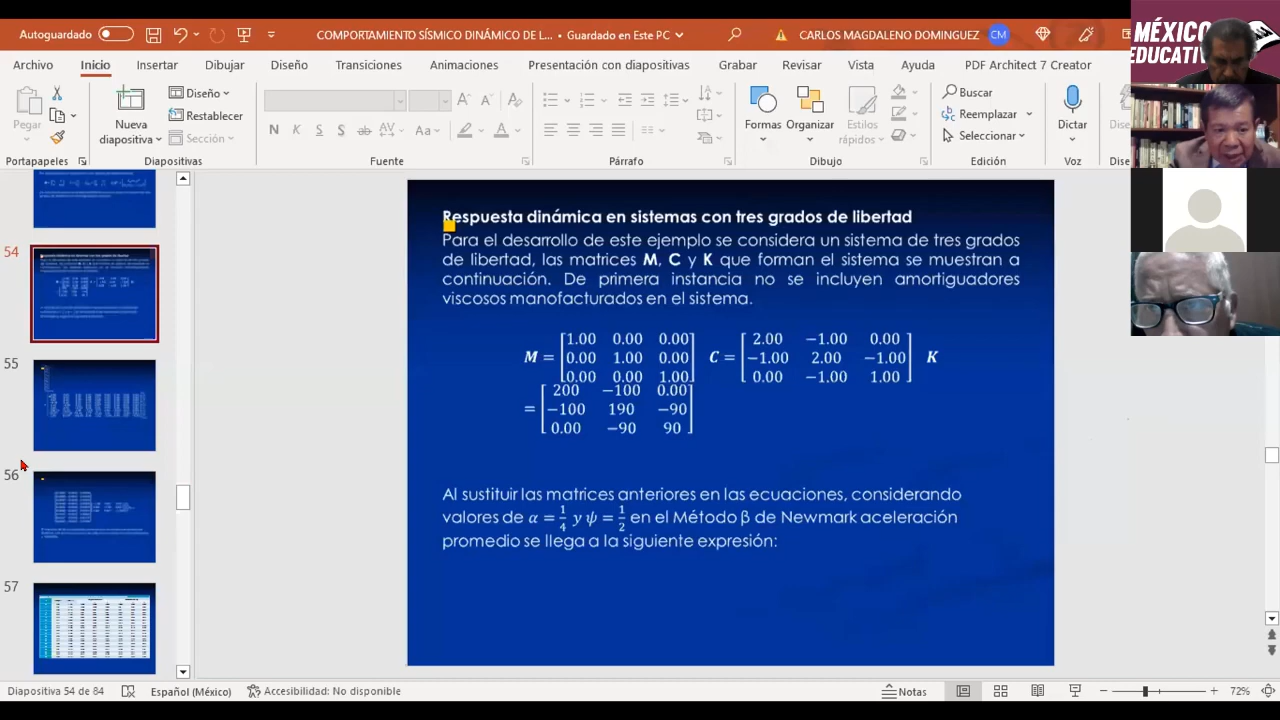 Autoguardado
COMPORTAMIENTO SÍSMICO DINÁMICO DE L... • Guardado en Este PC
CARLOS MAGDALENO DOMINGUEZ CM
Archivo Inicio Insertar Dibujar Diseño Transiciones Animaciones Presentación con diapositivas Grabar Revisar Vista Ayuda PDF Architect 7 Creator
Pegar
Nueva diapositiva
Diseño
Restablecer
Sección
Formas
Organizar
Estilos rápidos
Buscar
Reemplazar
Seleccionar
Dictar
Portapapeles Diapositivas Fuente Párrafo Dibujo Edición Voz Dise
MÉXICO
EDUCATIV
54
55
56
57
Respuesta dinámica en sistemas con tres grados de libertad
Para el desarrollo de este ejemplo se considera un sistema de tres grados
de libertad, las matrices M, C y K que forman el sistema se muestran a
continuación. De primera instancia no se incluyen amortiguadores
viscosos manofacturados en el sistema.
1.00 0.00 0.00 2.00 −1.00 0.00
M = 0.00 1.00 0.00 C = −1.00 2.00 −1.00 K
0.00 0.00 1.00 0.00 −1.00 1.00
200 −100 0.00
= −100 190 −90
0.00 −90 90
Al sustituir las matrices anteriores en las ecuaciones, considerando
valores de α = 1/4 y ψ = 1/2 en el Método β de Newmark aceleración
promedio se llega a la siguiente expresión:
Diapositiva 54 de 84 Español (México) Accesibilidad: No disponible Notas 72%